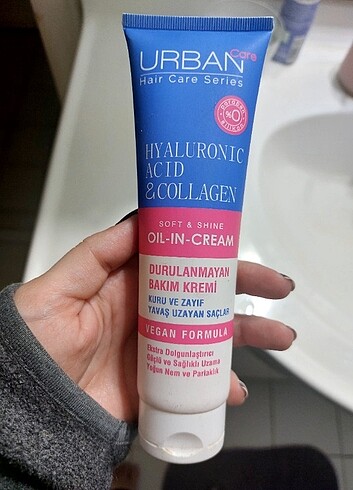 URBAN Care
Hair Care Series
%0
HYALURONIC
ACID
& COLLAGEN
SOFT & SHINE
OIL-IN-CREAM
DURULANMAYAN
BAKIM KREMİ
KURU VE ZAYIF
YAVAŞ UZAYAN SAÇLAR
VEGAN FORMULA
Ekstra Dolgunlaştırıcı
Güçlü ve Sağlıklı Uzama
Yoğun Nem ve Parlaklık